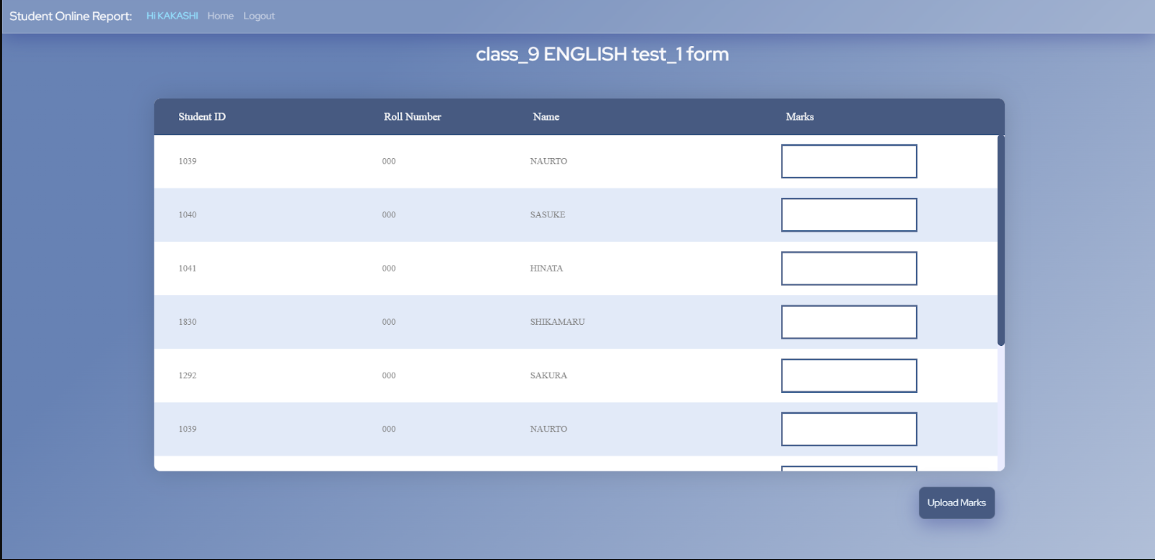 Student Online Report: Hi KAKASHI Home Logout
class_9 ENGLISH test_1 form
Student ID Roll Number Name Marks
1039 000 NAURTO
1040 000 SASUKE
1041 000 HINATA
1830 000 SHIKAMARU
1292 000 SAKURA
1039 000 NAURTO
Upload Marks